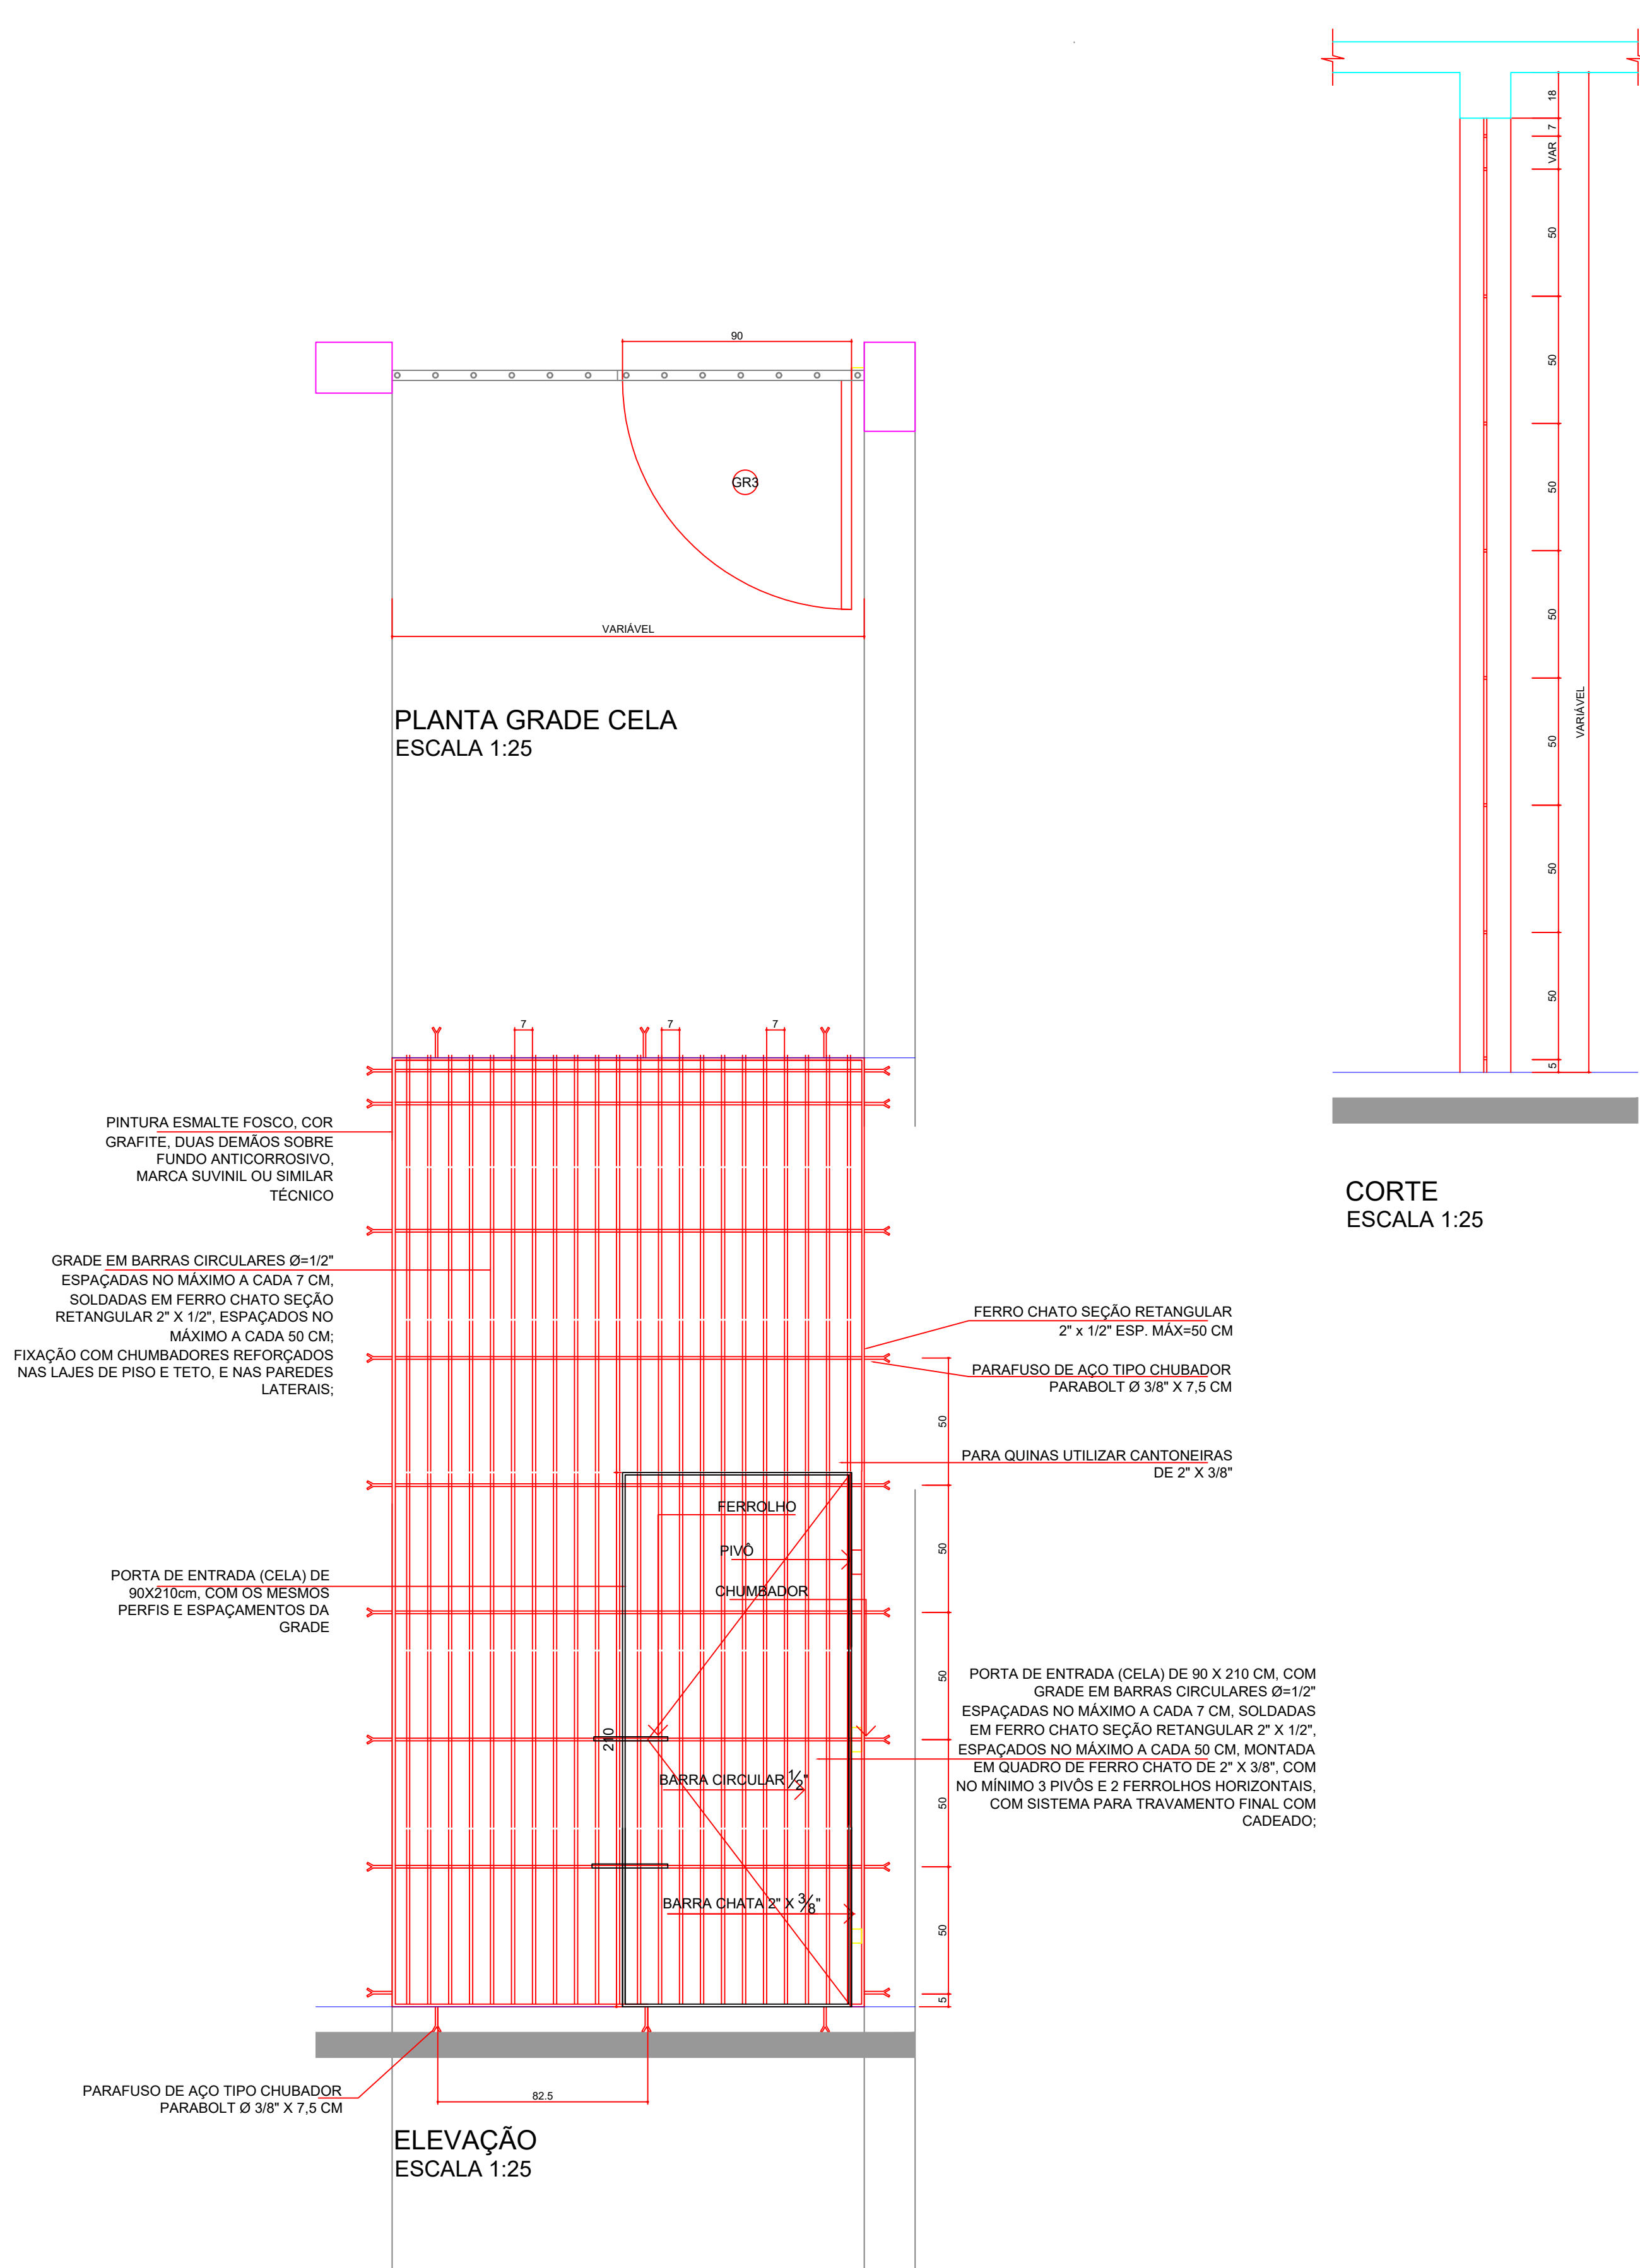 90
GR3
VARIÁVEL
PLANTA GRADE CELA
ESCALA 1:25
18
7
VAR
50
50
50
50
50
50
50
5
VARIÁVEL
CORTE
ESCALA 1:25
7
7
7
PINTURA ESMALTE FOSCO, COR
GRAFITE, DUAS DEMÃOS SOBRE
FUNDO ANTICORROSIVO,
MARCA SUVINIL OU SIMILAR
TÉCNICO
GRADE EM BARRAS CIRCULARES Ø=1/2"
ESPAÇADAS NO MÁXIMO A CADA 7 CM,
SOLDADAS EM FERRO CHATO SEÇÃO
RETANGULAR 2" X 1/2", ESPAÇADOS NO
MÁXIMO A CADA 50 CM;
FIXAÇÃO COM CHUMBADORES REFORÇADOS
NAS LAJES DE PISO E TETO, E NAS PAREDES
LATERAIS;
FERRO CHATO SEÇÃO RETANGULAR
2" x 1/2" ESP. MÁX=50 CM
PARAFUSO DE AÇO TIPO CHUBADOR
PARABOLT Ø 3/8" X 7,5 CM
PARA QUINAS UTILIZAR CANTONEIRAS
DE 2" X 3/8"
FERROLHO
PIVÔ
CHUMBADOR
PORTA DE ENTRADA (CELA) DE
90X210cm, COM OS MESMOS
PERFIS E ESPAÇAMENTOS DA
GRADE
210
BARRA CIRCULAR 1/2"
BARRA CHATA 2" X 3/8"
50
50
50
50
50
5
PORTA DE ENTRADA (CELA) DE 90 X 210 CM, COM
GRADE EM BARRAS CIRCULARES Ø=1/2"
ESPAÇADAS NO MÁXIMO A CADA 7 CM, SOLDADAS
EM FERRO CHATO SEÇÃO RETANGULAR 2" X 1/2",
ESPAÇADOS NO MÁXIMO A CADA 50 CM, MONTADA
EM QUADRO DE FERRO CHATO DE 2" X 3/8", COM
NO MÍNIMO 3 PIVÔS E 2 FERROLHOS HORIZONTAIS,
COM SISTEMA PARA TRAVAMENTO FINAL COM
CADEADO;
PARAFUSO DE AÇO TIPO CHUBADOR
PARABOLT Ø 3/8" X 7,5 CM
82.5
ELEVAÇÃO
ESCALA 1:25